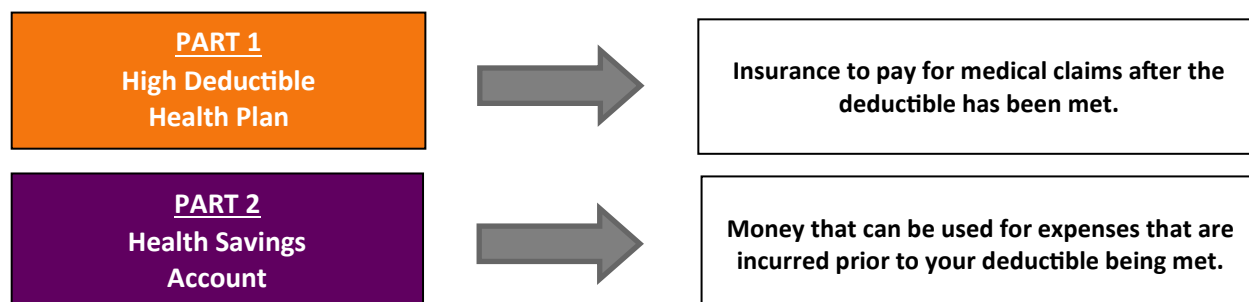 PART 1
High Deductible
Health Plan
Insurance to pay for medical claims after the
deductible has been met.
PART 2
Health Savings
Account
Money that can be used for expenses that are
incurred prior to your deductible being met.